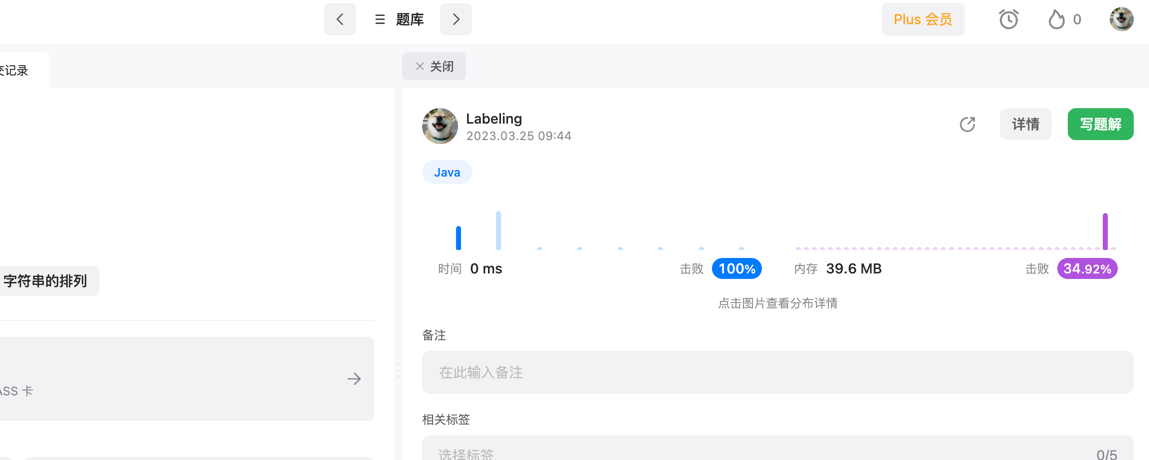 题库
Plus 会员
0
交记录
关闭
Labeling
2023.03.25 09:44
详情
写题解
Java
时间 0 ms 击败 100% 内存 39.6 MB 击败 34.92%
点击图片查看分布详情
字符串的排列
备注
在此输入备注
ASS 卡
相关标签
选择标签 0/5